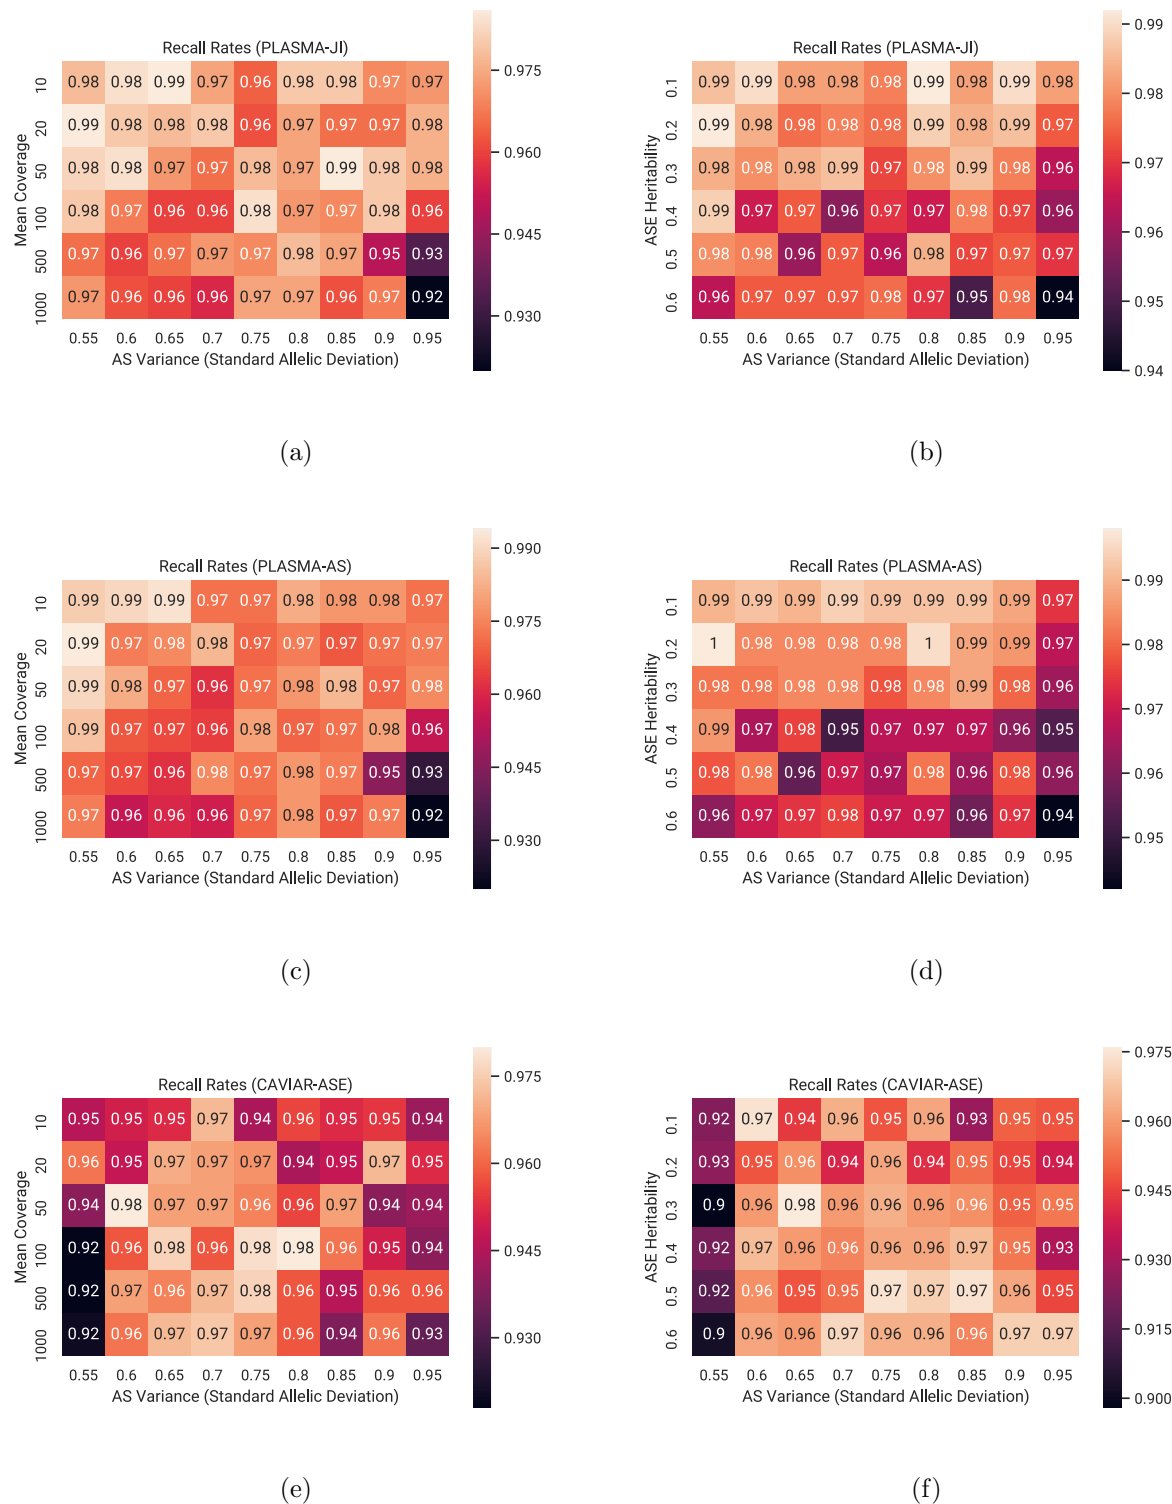 Recall Rates (PLASMA-JI)
Mean Coverage
10 0.98 0.98 0.99 0.97 0.96 0.98 0.98 0.97 0.97
20 0.99 0.98 0.98 0.98 0.96 0.97 0.97 0.97 0.98
50 0.98 0.98 0.97 0.97 0.98 0.97 0.99 0.98 0.98
100 0.98 0.97 0.96 0.96 0.98 0.97 0.97 0.98 0.96
500 0.97 0.96 0.97 0.97 0.97 0.98 0.97 0.95 0.93
1000 0.97 0.96 0.96 0.96 0.97 0.97 0.96 0.97 0.92
0.55 0.6 0.65 0.7 0.75 0.8 0.85 0.9 0.95
AS Variance (Standard Allelic Deviation)
0.975
0.960
0.945
0.930
(a)
Recall Rates (PLASMA-JI)
ASE Heritability
0.1 0.99 0.99 0.98 0.98 0.98 0.99 0.98 0.99 0.98
0.2 0.99 0.98 0.98 0.98 0.98 0.99 0.98 0.99 0.97
0.3 0.98 0.98 0.98 0.99 0.97 0.98 0.99 0.98 0.96
0.4 0.99 0.97 0.97 0.96 0.97 0.97 0.98 0.97 0.96
0.5 0.98 0.98 0.96 0.97 0.96 0.98 0.97 0.97 0.97
0.6 0.96 0.97 0.97 0.97 0.98 0.97 0.95 0.98 0.94
0.55 0.6 0.65 0.7 0.75 0.8 0.85 0.9 0.95
AS Variance (Standard Allelic Deviation)
0.99
0.98
0.97
0.96
0.95
0.94
(b)
Recall Rates (PLASMA-AS)
Mean Coverage
10 0.99 0.99 0.99 0.97 0.97 0.98 0.98 0.98 0.97
20 0.99 0.97 0.98 0.98 0.97 0.97 0.97 0.97 0.97
50 0.99 0.98 0.97 0.96 0.97 0.98 0.98 0.97 0.98
100 0.99 0.97 0.97 0.97 0.98 0.97 0.97 0.98 0.96
500 0.97 0.97 0.96 0.98 0.97 0.98 0.97 0.95 0.93
1000 0.97 0.96 0.96 0.96 0.97 0.98 0.97 0.97 0.92
0.55 0.6 0.65 0.7 0.75 0.8 0.85 0.9 0.95
AS Variance (Standard Allelic Deviation)
0.990
0.975
0.960
0.945
0.930
(c)
Recall Rates (PLASMA-AS)
ASE Heritability
0.1 0.99 0.99 0.99 0.99 0.99 0.99 0.99 0.99 0.97
0.2 1 0.98 0.98 0.98 0.98 1 0.99 0.99 0.97
0.3 0.98 0.98 0.98 0.98 0.98 0.98 0.99 0.98 0.96
0.4 0.99 0.97 0.98 0.95 0.97 0.97 0.97 0.96 0.95
0.5 0.98 0.98 0.96 0.97 0.97 0.98 0.96 0.98 0.96
0.6 0.96 0.97 0.97 0.98 0.97 0.97 0.96 0.97 0.94
0.55 0.6 0.65 0.7 0.75 0.8 0.85 0.9 0.95
AS Variance (Standard Allelic Deviation)
0.99
0.98
0.97
0.96
0.95
(d)
Recall Rates (CAVIAR-ASE)
Mean Coverage
10 0.95 0.95 0.95 0.97 0.94 0.96 0.95 0.95 0.94
20 0.96 0.95 0.97 0.97 0.97 0.94 0.95 0.97 0.95
50 0.94 0.98 0.97 0.97 0.96 0.96 0.97 0.94 0.94
100 0.92 0.96 0.98 0.96 0.98 0.98 0.96 0.95 0.94
500 0.92 0.97 0.96 0.97 0.98 0.96 0.95 0.96 0.96
1000 0.92 0.96 0.97 0.97 0.97 0.96 0.94 0.96 0.93
0.55 0.6 0.65 0.7 0.75 0.8 0.85 0.9 0.95
AS Variance (Standard Allelic Deviation)
0.975
0.960
0.945
0.930
(e)
Recall Rates (CAVIAR-ASE)
ASE Heritability
0.1 0.92 0.97 0.94 0.96 0.95 0.96 0.93 0.95 0.95
0.2 0.93 0.95 0.96 0.94 0.96 0.94 0.95 0.95 0.94
0.3 0.9 0.96 0.98 0.96 0.96 0.96 0.96 0.95 0.95
0.4 0.92 0.97 0.96 0.96 0.96 0.96 0.97 0.95 0.93
0.5 0.92 0.96 0.95 0.95 0.97 0.97 0.97 0.96 0.95
0.6 0.9 0.96 0.96 0.97 0.96 0.96 0.96 0.97 0.97
0.55 0.6 0.65 0.7 0.75 0.8 0.85 0.9 0.95
AS Variance (Standard Allelic Deviation)
0.975
0.960
0.945
0.930
0.915
0.900
(f)